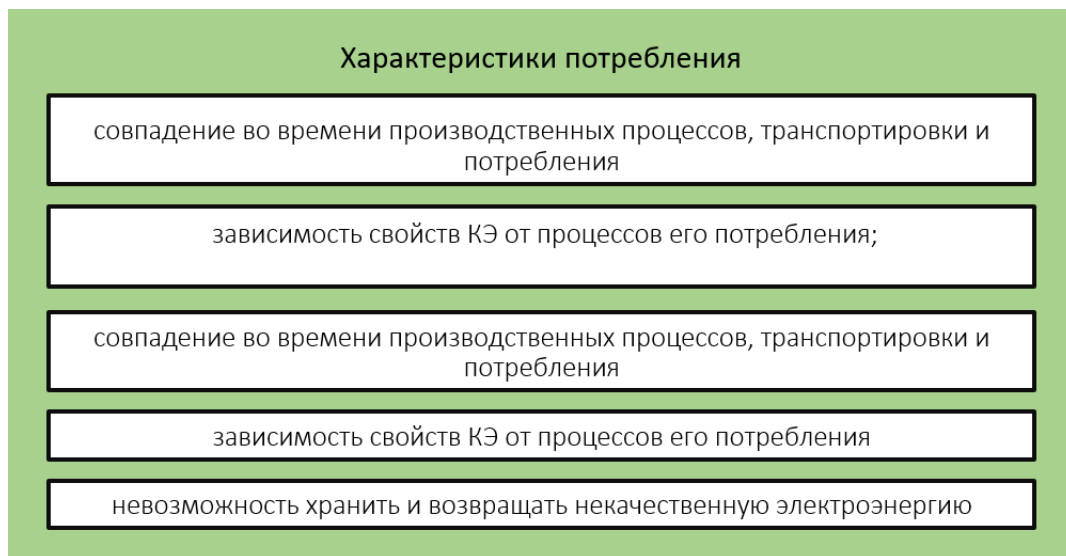 Характеристики потребления
совпадение во времени производственных процессов, транспортировки и
потребления
зависимость свойств КЭ от процессов его потребления;
совпадение во времени производственных процессов, транспортировки и
потребления
зависимость свойств КЭ от процессов его потребления
невозможность хранить и возвращать некачественную электроэнергию